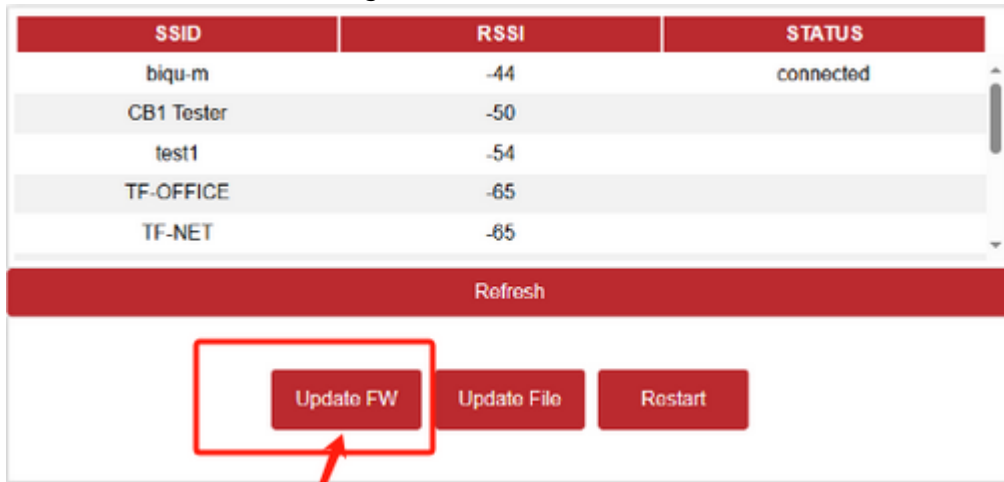 SSID RSSI STATUS
biqu-m -44 connected
CB1 Tester -50
test1 -54
TF-OFFICE -65
TF-NET -65
Refresh
Update FW Update File Restart